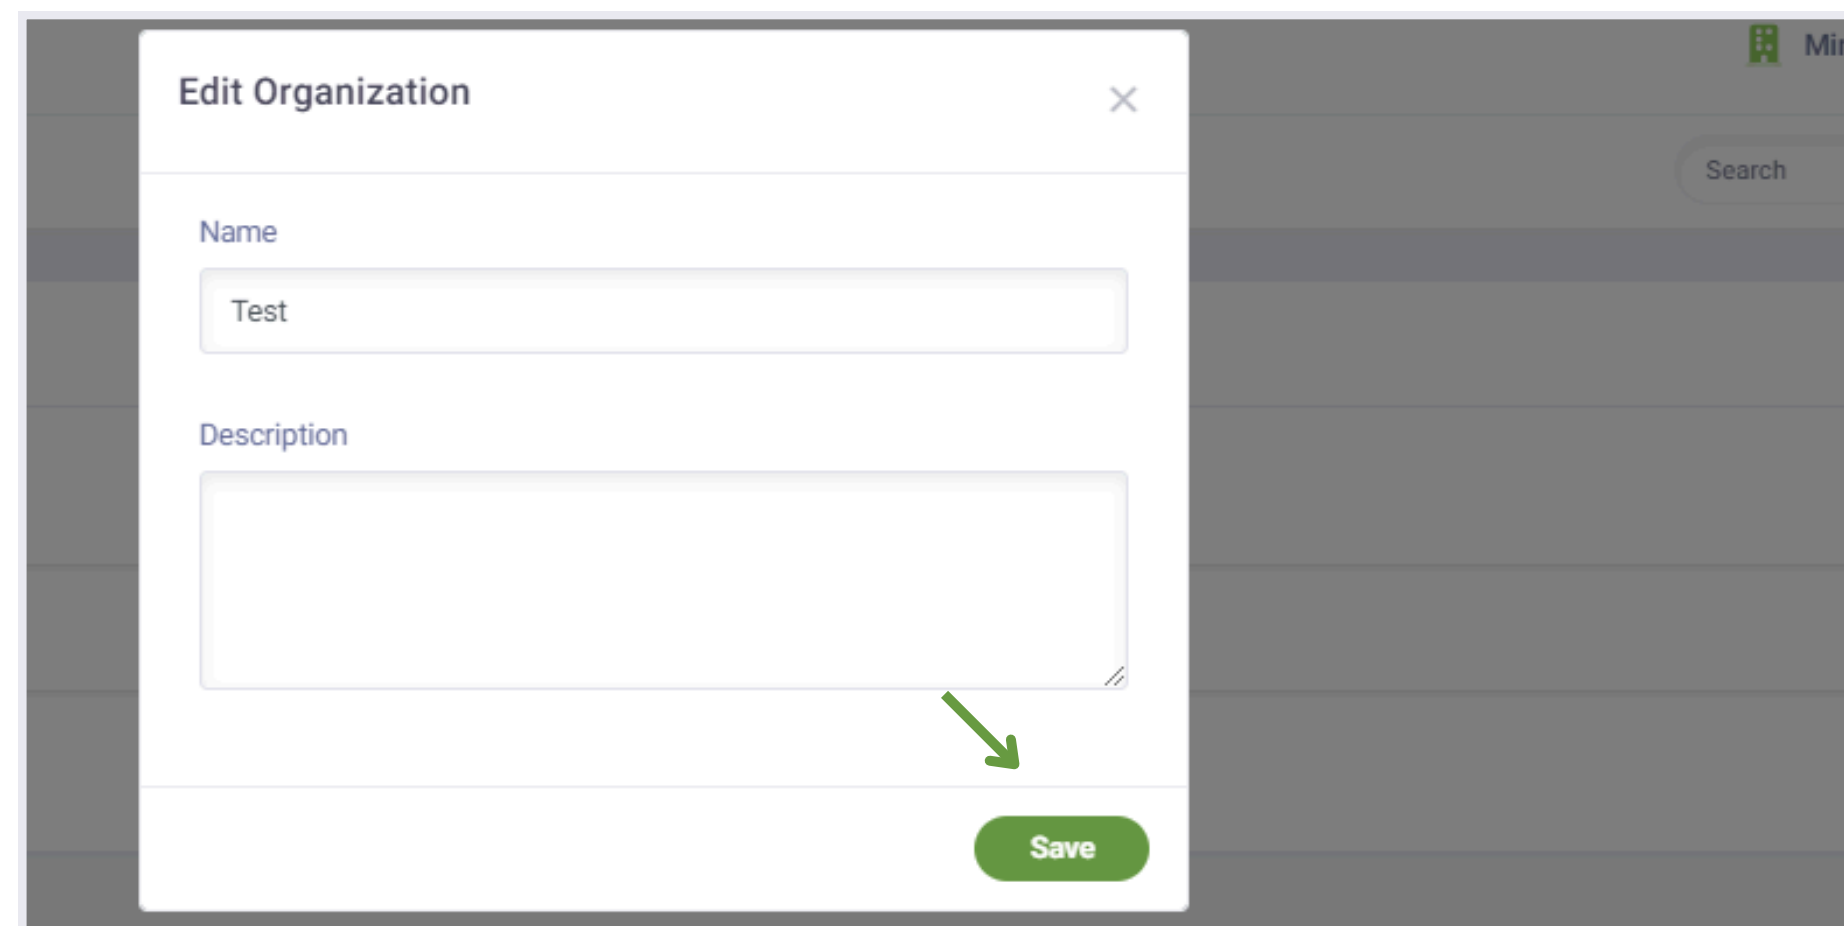 Edit Organization
Name
Test
Description
Save
Search